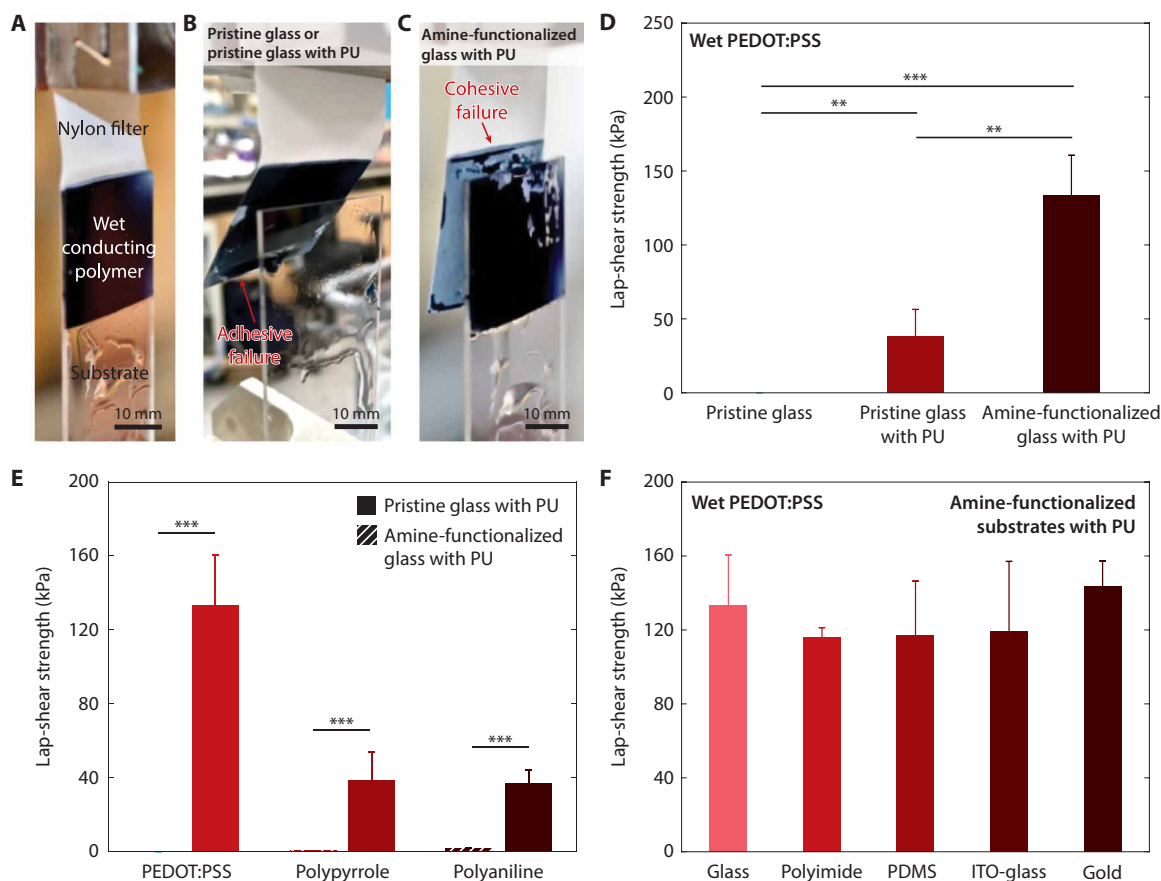 A
Nylon filter
Wet
conducting
polymer
Substrate
10 mm
B
Pristine glass or
pristine glass with PU
Adhesive
failure
10 mm
C
Amine-functionalized
glass with PU
Cohesive
failure
10 mm
D
Wet PEDOT:PSS
Lap-shear strength (kPa)
250
200
150
100
50
0
***
**
**
Pristine glass
Pristine glass
with PU
Amine-functionalized
glass with PU
E
Lap-shear strength (kPa)
200
160
120
80
40
0
Pristine glass with PU
Amine-functionalized
glass with PU
***
***
***
PEDOT:PSS
Polypyrrole
Polyaniline
F
Wet PEDOT:PSS
Amine-functionalized
substrates with PU
Lap-shear strength (kPa)
200
160
120
80
40
0
Glass
Polyimide
PDMS
ITO-glass
Gold